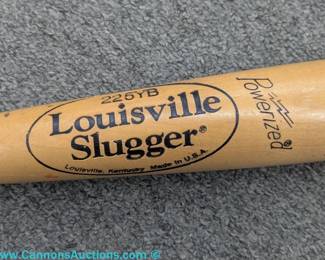 225YB
Louisville
Slugger®
Louisville, Kentucky Made in U.S.A.
Powerized!
www.CannonsAuctions.com